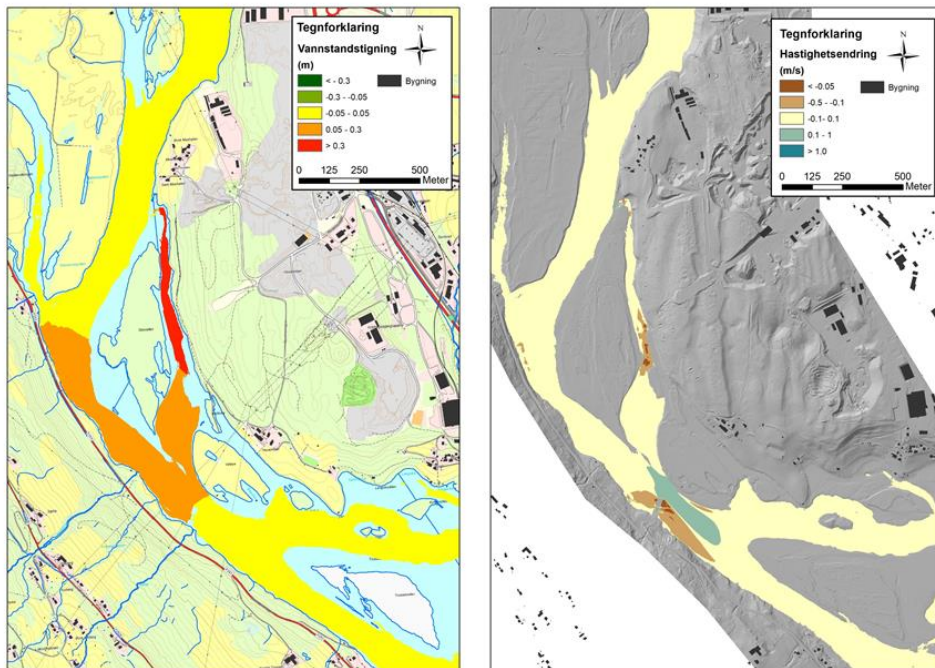 Tegnforklaring
N
Vannstandstigning
(m)
< - 0.3
Bygning
-0.3 - -0.05
-0.05 - 0.05
0.05 - 0.3
> 0.3
0 125 250 500
Meter
Tegnforklaring
N
Hastighetsendring
(m/s)
< -0.05
Bygning
-0.5 - -0.1
-0.1- 0.1
0.1 - 1
> 1.0
0 125 250 500
Meter